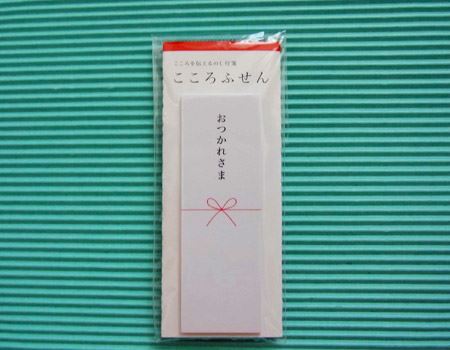 こころを伝えるのし付箋
こころふせん
おつかれさま